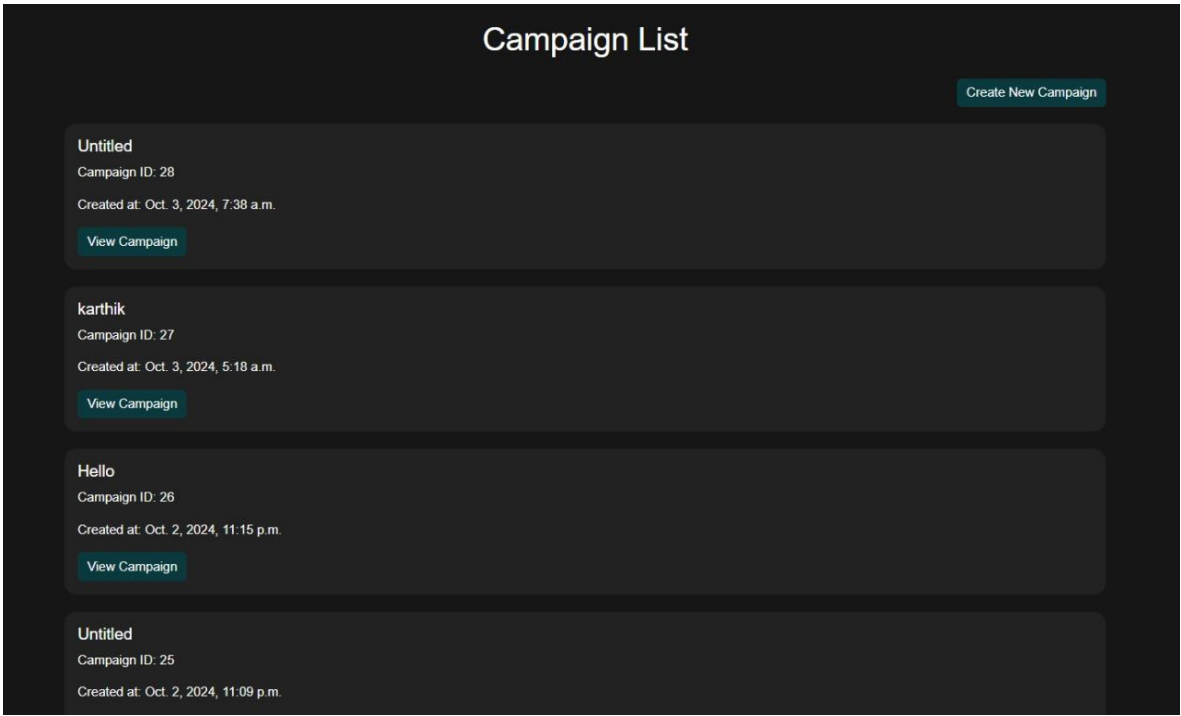 Campaign List
Create New Campaign
Untitled
Campaign ID: 28
Created at: Oct. 3, 2024, 7:38 a.m.
View Campaign
karthik
Campaign ID: 27
Created at: Oct. 3, 2024, 5:18 a.m.
View Campaign
Hello
Campaign ID: 26
Created at: Oct. 2, 2024, 11:15 p.m.
View Campaign
Untitled
Campaign ID: 25
Created at: Oct. 2, 2024, 11:09 p.m.